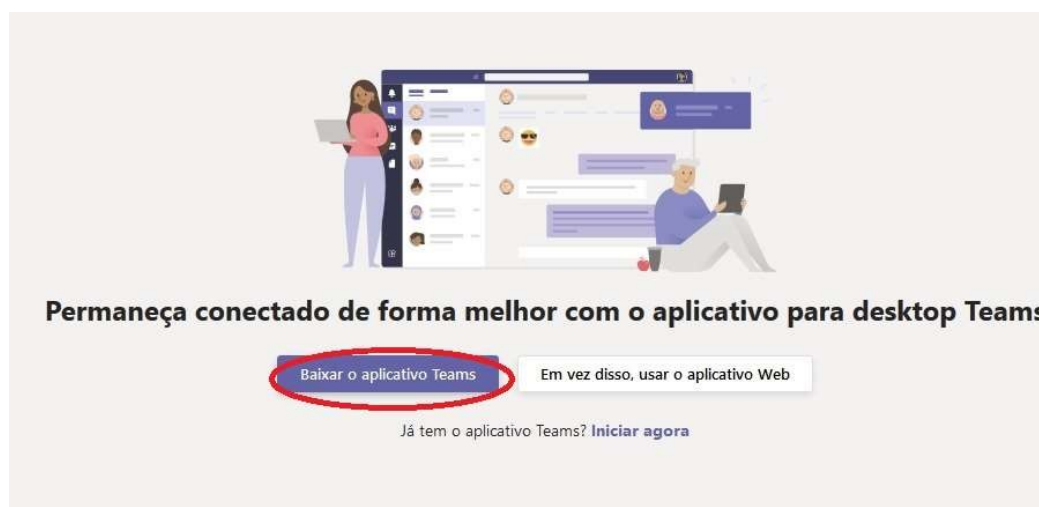 Permaneça conectado de forma melhor com o aplicativo para desktop Teams
Baixar o aplicativo Teams
Em vez disso, usar o aplicativo Web
Já tem o aplicativo Teams? Iniciar agora